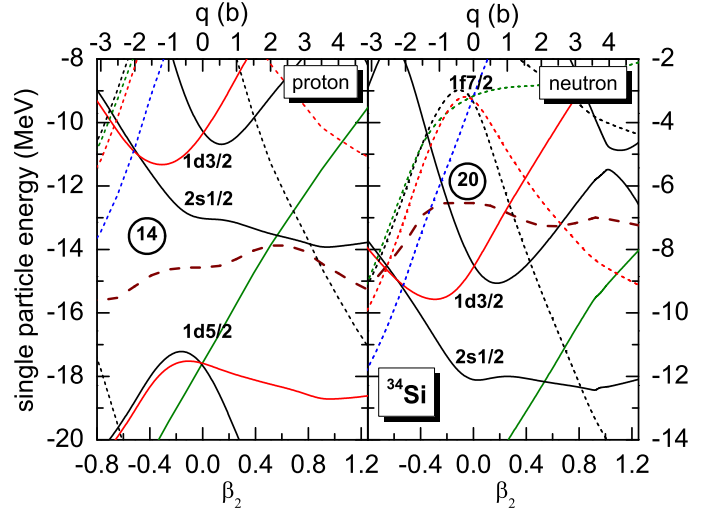 q (b) q (b)
-3 -2 -1 0 1 2 3 4 -3 -2 -1 0 1 2 3 4
-8 -2
proton 1f7/2 neutron
-10 -4
1d3/2
2s1/2 20
-12 -6
14
-14 -8
-16 1d3/2 -10
1d5/2 2s1/2
-18 -12
34Si
-20 -14
-0.8 -0.4 0.0 0.4 0.8 1.2 -0.8 -0.4 0.0 0.4 0.8 1.2
β2 β2
single particle energy (MeV)